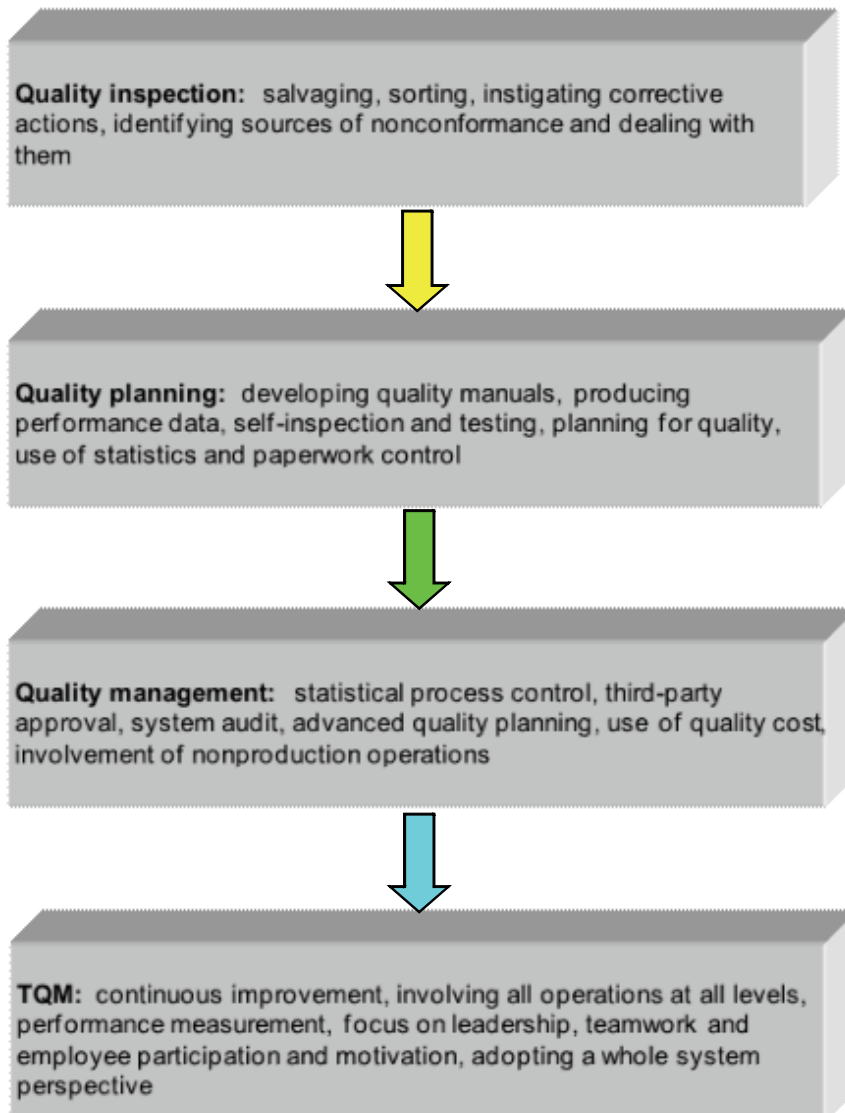 Quality inspection: salvaging, sorting, instigating corrective
actions, identifying sources of nonconformance and dealing with
them
Quality planning: developing quality manuals, producing
performance data, self-inspection and testing, planning for quality,
use of statistics and paperwork control
Quality management: statistical process control, third-party
approval, system audit, advanced quality planning, use of quality cost,
involvement of nonproduction operations
TQM: continuous improvement, involving all operations at all levels,
performance measurement, focus on leadership, teamwork and
employee participation and motivation, adopting a whole system
perspective